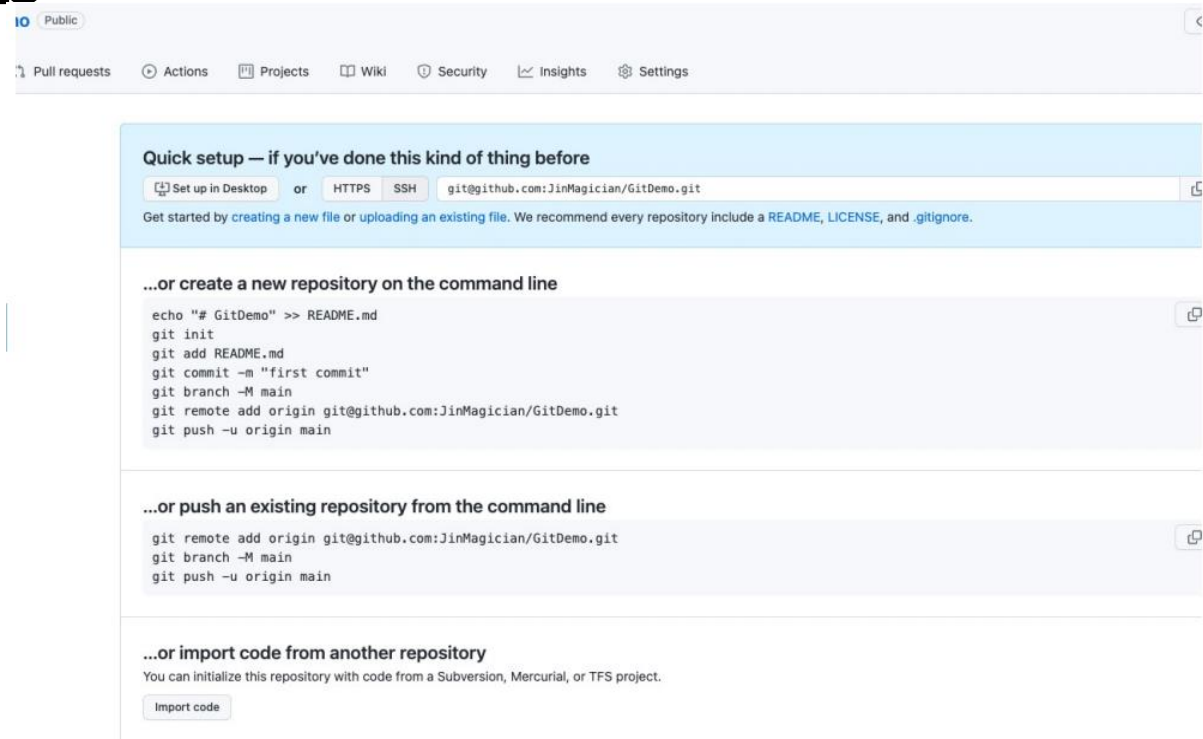 Public
Pull requests Actions Projects Wiki Security Insights Settings
Quick setup — if you've done this kind of thing before
Set up in Desktop or HTTPS SSH git@github.com:JinMagician/GitDemo.git
Get started by creating a new file or uploading an existing file. We recommend every repository include a README, LICENSE, and .gitignore.
...or create a new repository on the command line
echo "# GitDemo" >> README.md
git init
git add README.md
git commit -m "first commit"
git branch -M main
git remote add origin git@github.com:JinMagician/GitDemo.git
git push -u origin main
...or push an existing repository from the command line
git remote add origin git@github.com:JinMagician/GitDemo.git
git branch -M main
git push -u origin main
...or import code from another repository
You can initialize this repository with code from a Subversion, Mercurial, or TFS project.
Import code